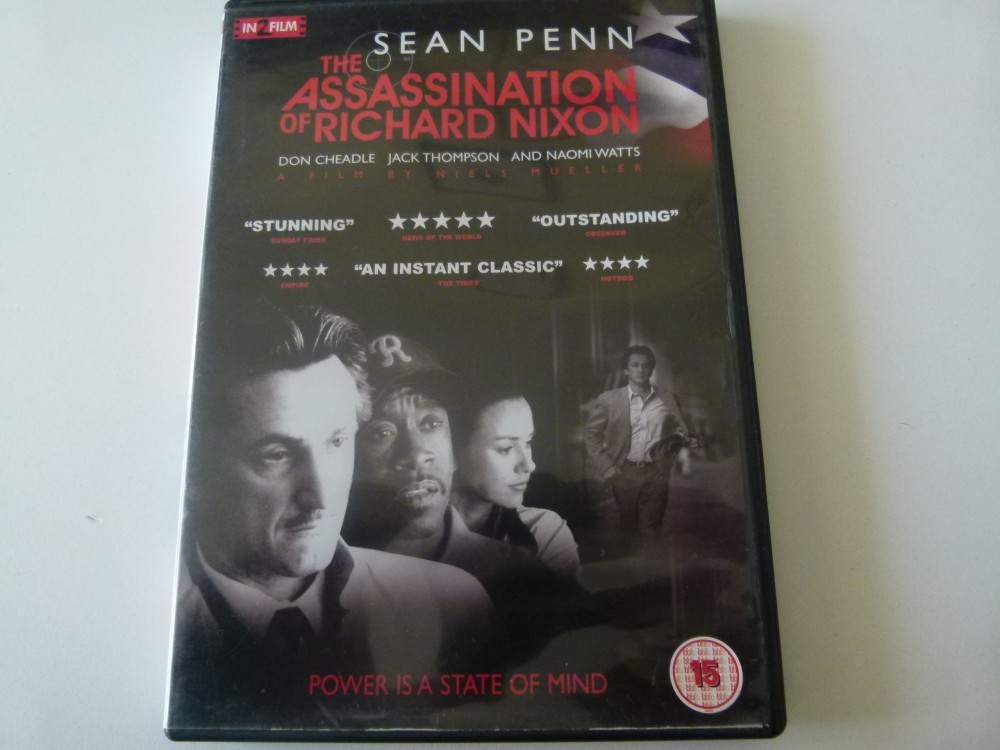 IN2FILM
SEAN PENN
THE
ASSASSINATION
OF RICHARD NIXON
DON CHEADLE JACK THOMPSON AND NAOMI WATTS
A FILM BY NIELS MUELLER
"STUNNING"
SUNDAY TIMES
★★★★★
NEWS OF THE WORLD
"OUTSTANDING"
OBSERVER
★★★★
EMPIRE
"AN INSTANT CLASSIC"
THE TIMES
★★★★
HOTDOG
R
POWER IS A STATE OF MIND
15